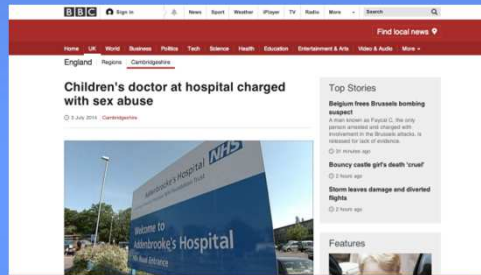 BBC Sign in News Sport Weather iPlayer TV Radio More Search
Find local news
Home UK World Business Politics Tech Science Health Education Entertainment & Arts Video & Audio More
England Regions Cambridgeshire
Children's doctor at hospital charged
with sex abuse
3 July 2014 Cambridgeshire
Addenbrooke's Hospital NHS
Welcome to
Addenbrooke's Hospital
Main Entrance
Top Stories
Belgium frees Brussels bombing
suspect
A man known as Faycal C, the only
person arrested and charged with
involvement in the Brussels attacks, is
released for lack of evidence.
31 minutes ago
Bouncy castle girl's death 'cruel'
2 hours ago
Storm leaves damage and diverted
flights
2 hours ago
Features